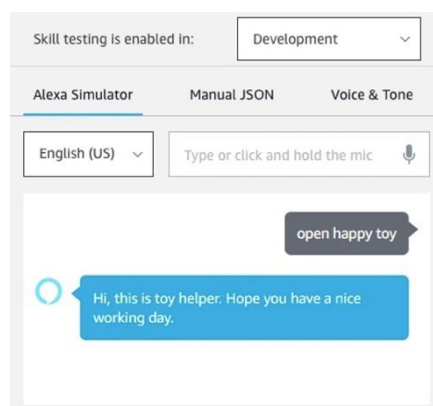 Skill testing is enabled in: Development
Alexa Simulator Manual JSON Voice & Tone
English (US) Type or click and hold the mic
open happy toy
Hi, this is toy helper. Hope you have a nice
working day.